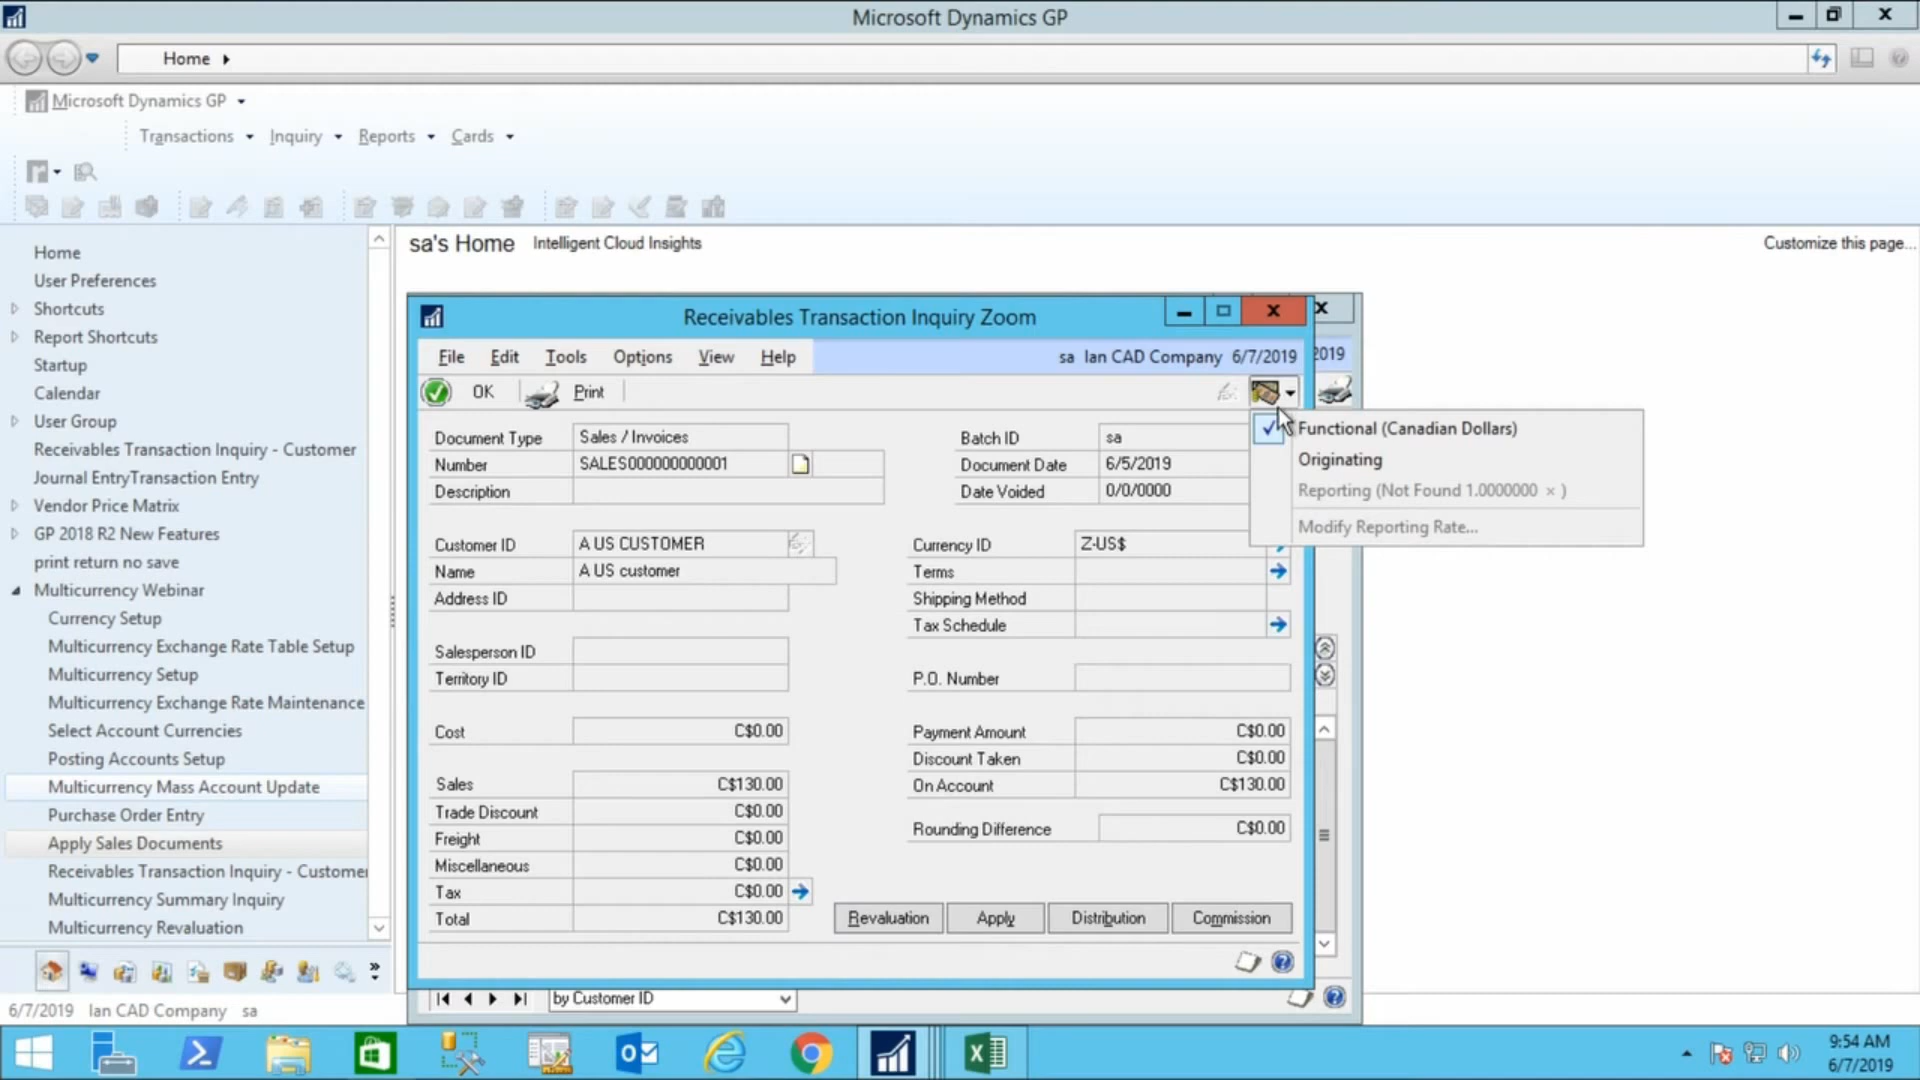 Microsoft Dynamics GP
Home
Microsoft Dynamics GP
Transactions Inquiry Reports Cards
Home
User Preferences
Shortcuts
Report Shortcuts
Startup
Calendar
User Group
Receivables Transaction Inquiry - Customer
Journal EntryTransaction Entry
Vendor Price Matrix
GP 2018 R2 New Features
print return no save
Multicurrency Webinar
Currency Setup
Multicurrency Exchange Rate Table Setup
Multicurrency Setup
Multicurrency Exchange Rate Maintenance
Select Account Currencies
Posting Accounts Setup
Multicurrency Mass Account Update
Purchase Order Entry
Apply Sales Documents
Receivables Transaction Inquiry - Customer
Multicurrency Summary Inquiry
Multicurrency Revaluation
6/7/2019 Ian CAD Company sa
sa's Home Intelligent Cloud Insights
Customize this page...
Receivables Transaction Inquiry Zoom
File Edit Tools Options View Help
sa Ian CAD Company 6/7/2019
2019
OK Print
Document Type Sales / Invoices
Number SALES000000000001
Description
Batch ID sa
Document Date 6/5/2019
Date Voided 0/0/0000
Functional (Canadian Dollars)
Originating
Reporting (Not Found 1.0000000 × )
Modify Reporting Rate...
Customer ID A US CUSTOMER
Name A US customer
Address ID
Salesperson ID
Territory ID
Currency ID Z-US$
Terms
Shipping Method
Tax Schedule
P.O. Number
Cost C$0.00
Sales C$130.00
Trade Discount C$0.00
Freight C$0.00
Miscellaneous C$0.00
Tax C$0.00
Total C$130.00
Payment Amount C$0.00
Discount Taken C$0.00
On Account C$130.00
Rounding Difference C$0.00
Revaluation Apply Distribution Commission
by Customer ID
9:54 AM
6/7/2019